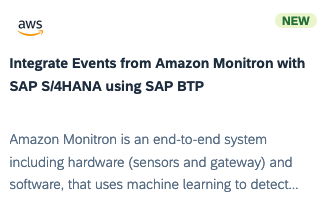 aws
NEW
Integrate Events from Amazon Monitron with
SAP S/4HANA using SAP BTP
Amazon Monitron is an end-to-end system
including hardware (sensors and gateway) and
software, that uses machine learning to detect...